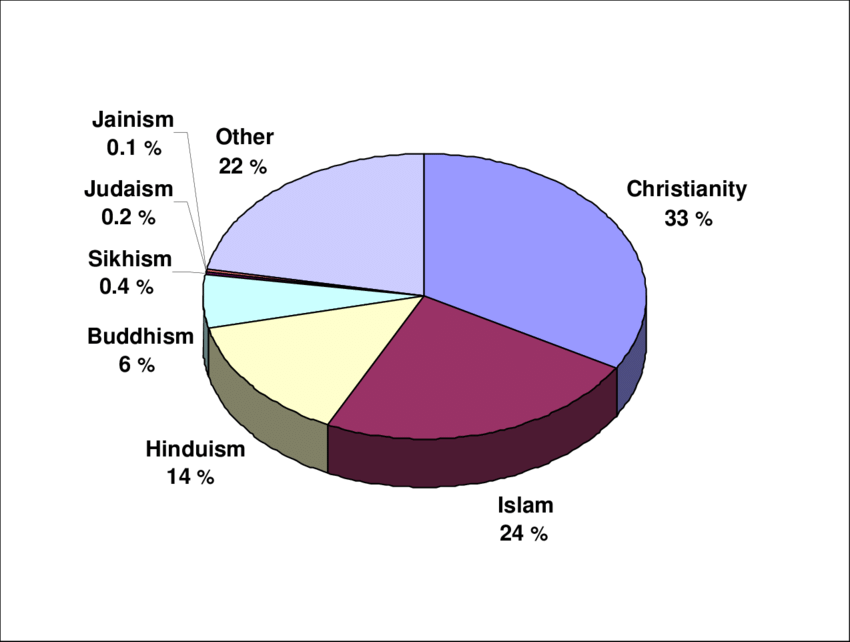 Jainism
0.1 %
Other
22 %
Judaism
0.2 %
Christianity
33 %
Sikhism
0.4 %
Buddhism
6 %
Hinduism
14 %
Islam
24 %